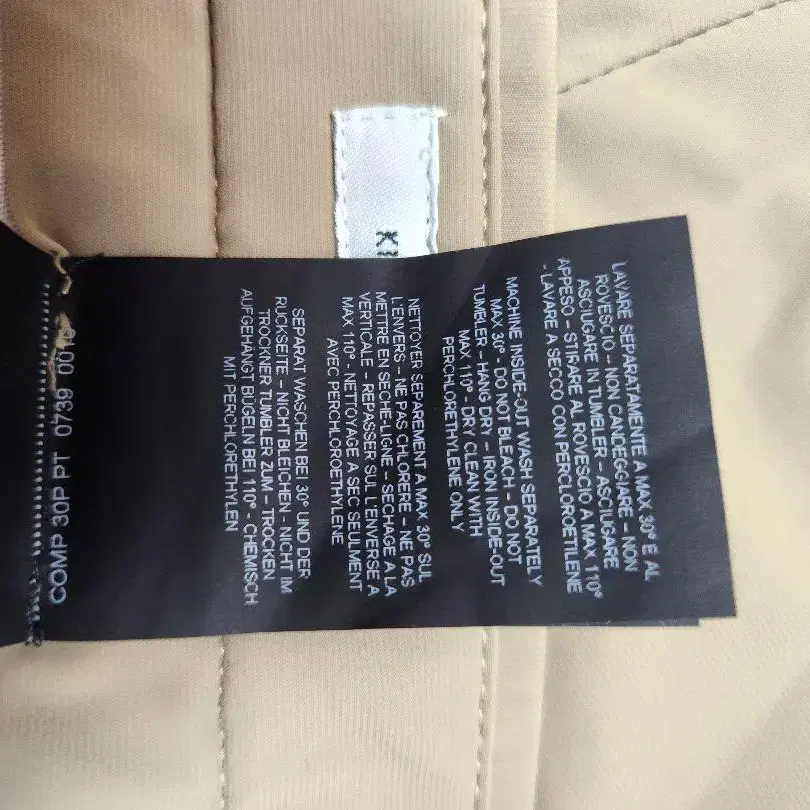 LAVARE SEPARATAMENTE A MAX 30° E AL
ROVESCIO - NON CANDEGGIARE - NON
ASCIUGARE IN TUMBLER - ASCIUGARE
APPESO - STIRARE AL ROVESCIO A MAX 110°
- LAVARE A SECCO CON PERCLOROETILENE
MACHINE INSIDE-OUT WASH SEPARATELY
MAX 30° - DO NOT BLEACH - DO NOT
TUMBLER - HANG DRY - IRON INSIDE-OUT
MAX 110° - DRY CLEAN WITH
PERCHLORETHYLENE ONLY
NETTOYER SEPAREMENT A MAX 30° SUL
L'ENVERS - NE PAS CHLORERE - NE PAS
METTRE EN SECHE-LIGNE - SECHAGE A LA
VERTICALE - REPASSER SUL L'ENVERSE A
MAX 110° - NETTOYAGE A SEC SEULMENT
AVEC PERCHLOROETHYLENE
SEPARAT WASCHEN BEI 30° UND DER
RUCKSEITE - NICHT BLEICHEN - NICHT IM
TROCKNER TUMBLER ZUM - TROCKEN
AUFGEHANGT BÜGELN BEI 110° - CHEMISCH
MIT PERCHLORETHYLEN
COMP 30P PT 0739